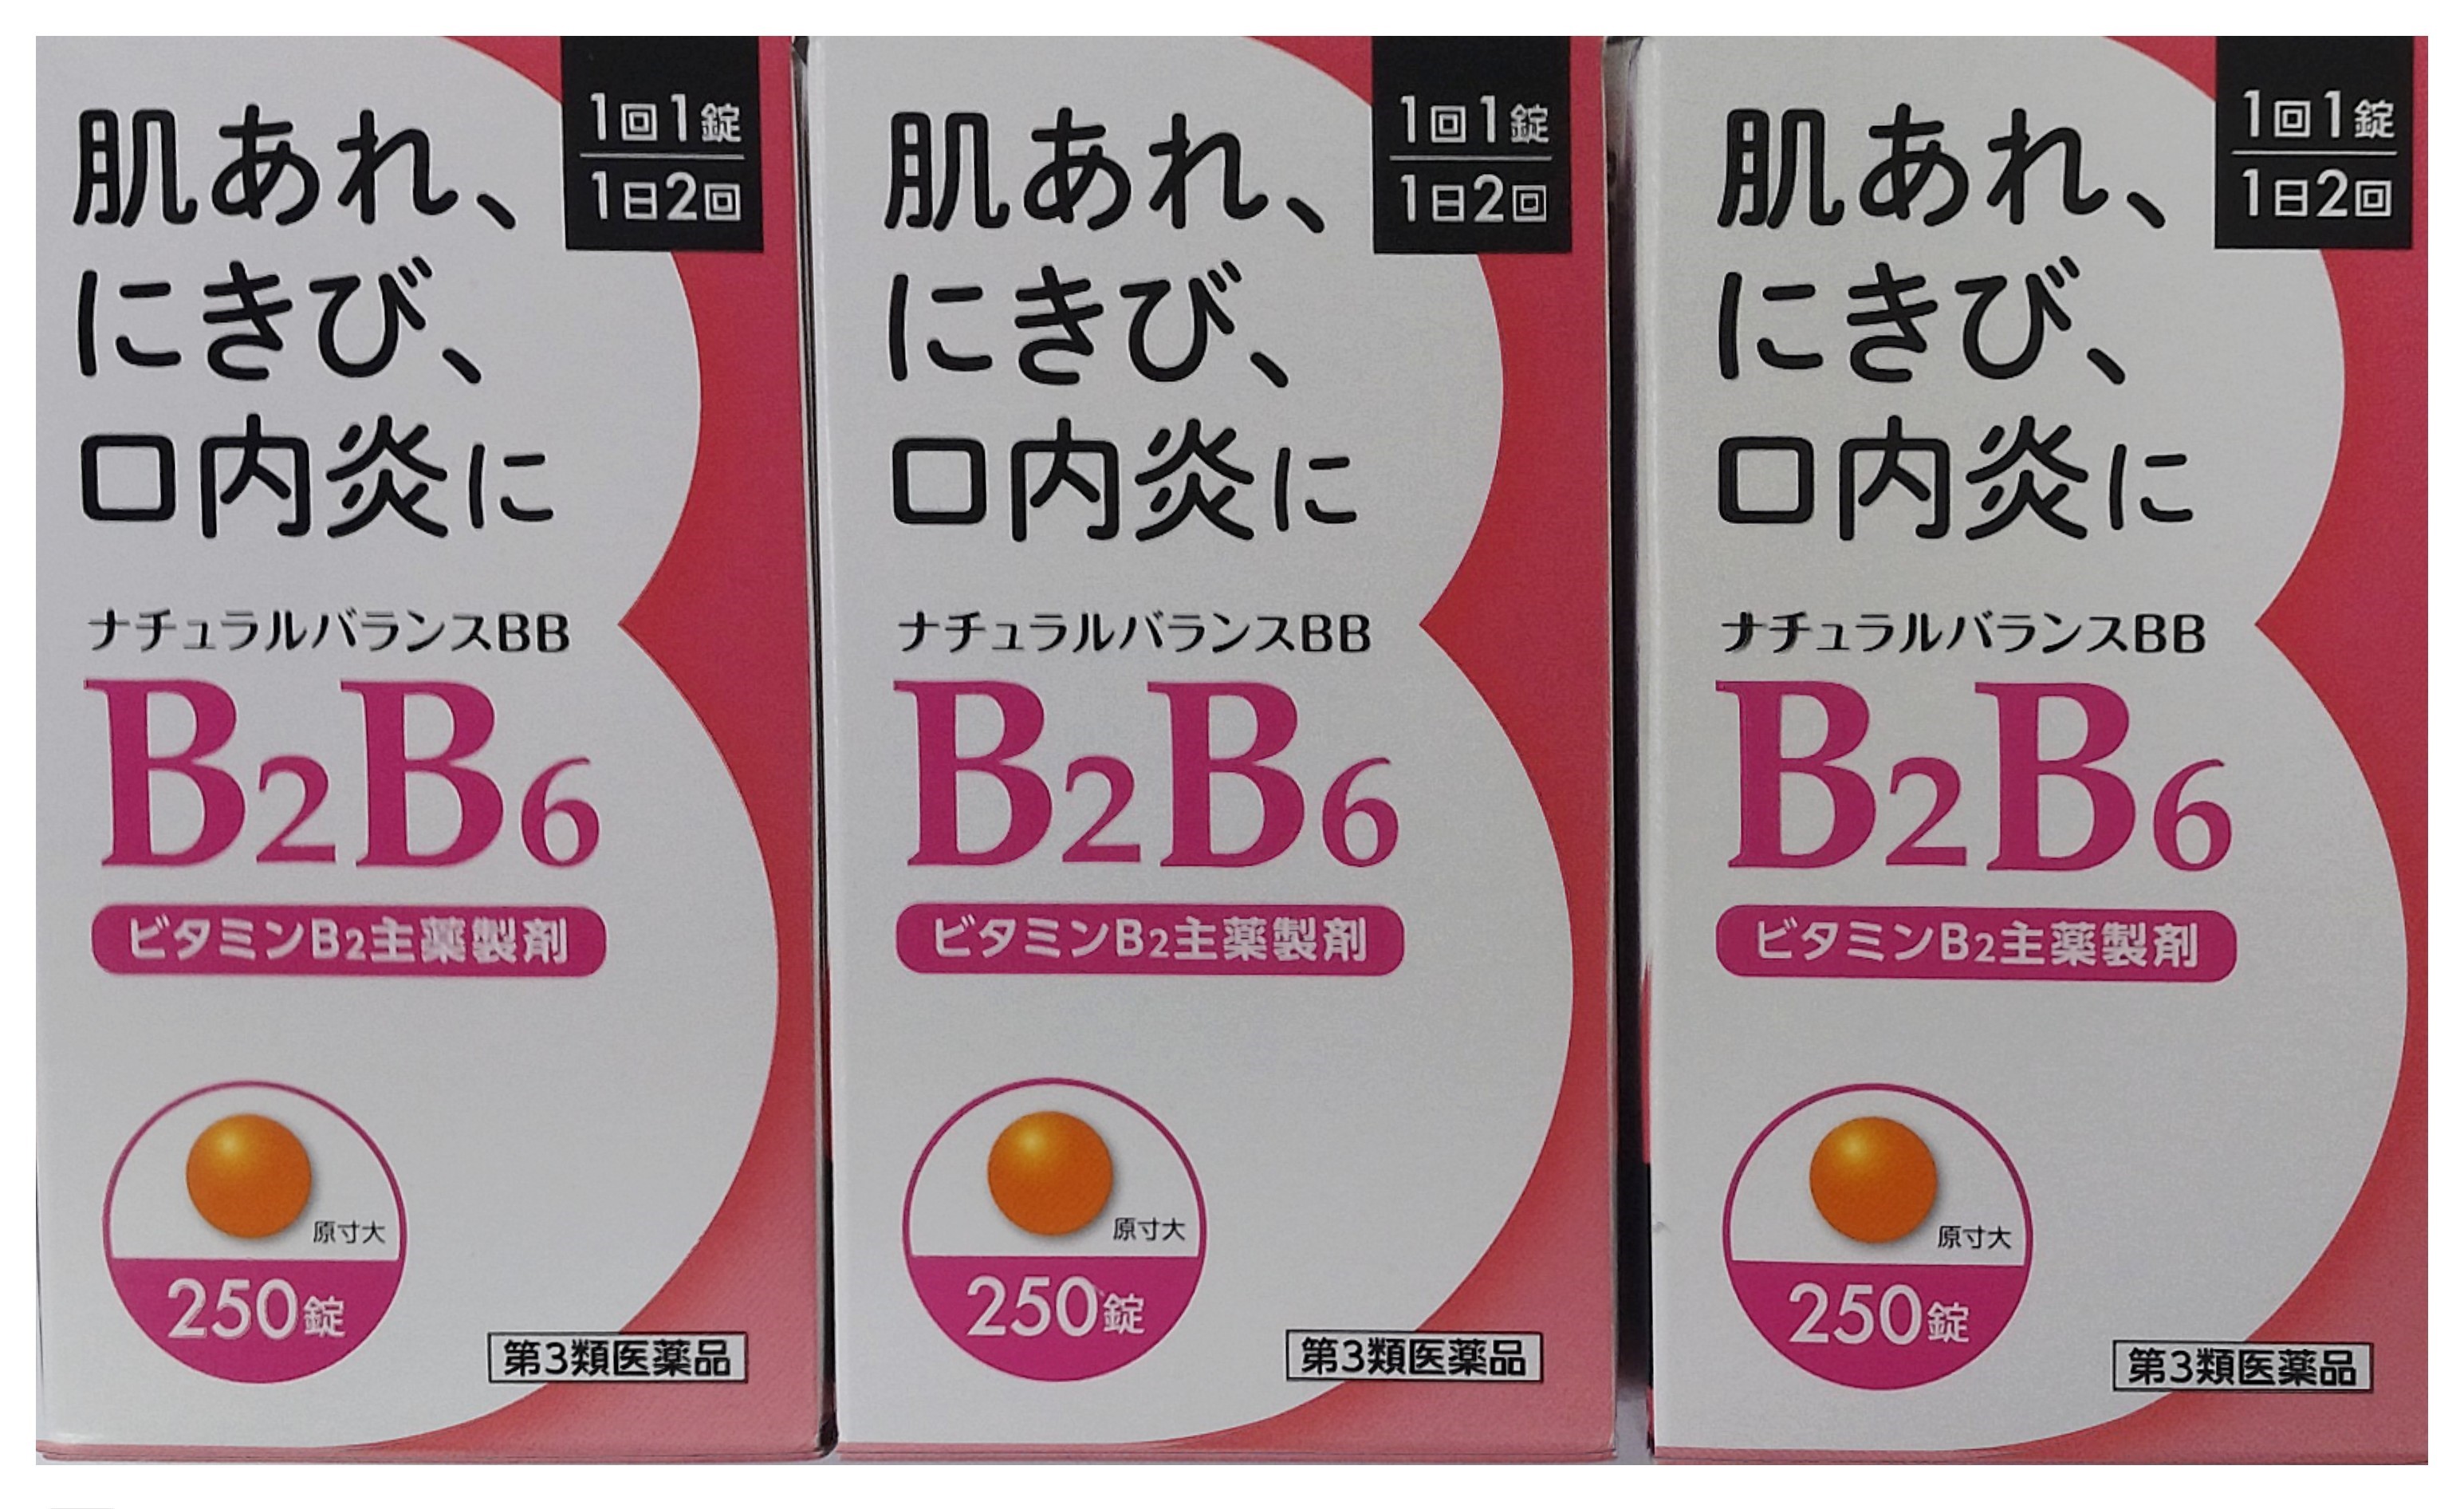 肌あれ、
にきび、
口内炎に
1回1錠
1日2回
ナチュラルバランスBB
B2B6
ビタミンB2主薬製剤
原寸大
250錠
第3類医薬品
肌あれ、
にきび、
口内炎に
1回1錠
1日2回
ナチュラルバランスBB
B2B6
ビタミンB2主薬製剤
原寸大
250錠
第3類医薬品
肌あれ、
にきび、
口内炎に
1回1錠
1日2回
ナチュラルバランスBB
B2B6
ビタミンB2主薬製剤
原寸大
250錠
第3類医薬品